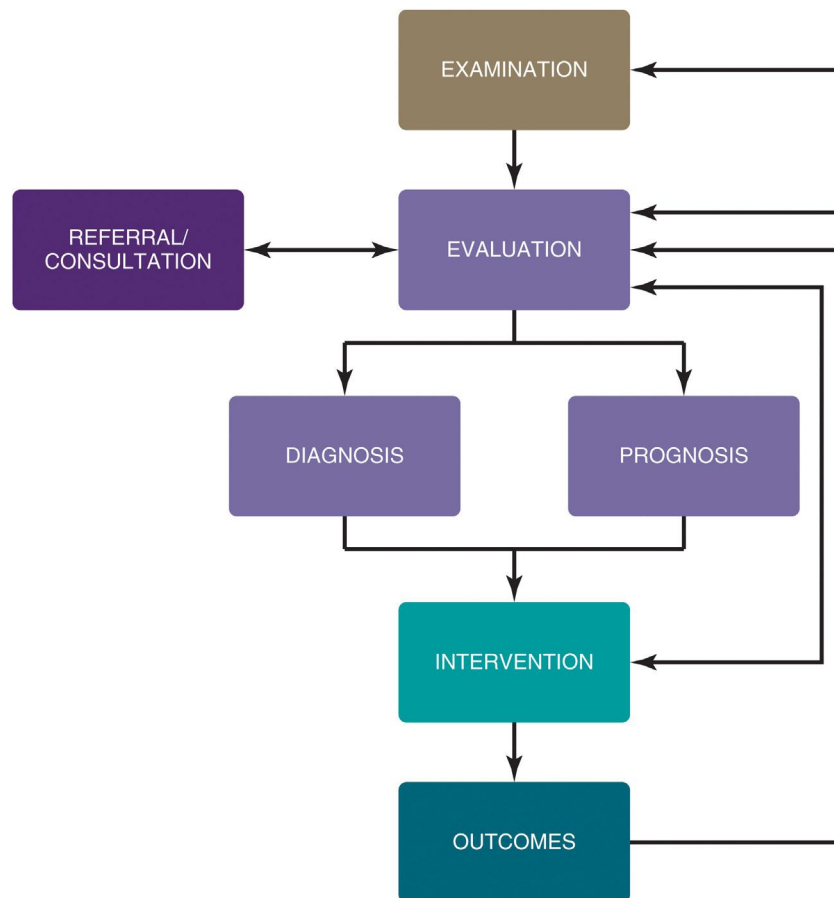 EXAMINATION
REFERRAL/
CONSULTATION
EVALUATION
DIAGNOSIS
PROGNOSIS
INTERVENTION
OUTCOMES